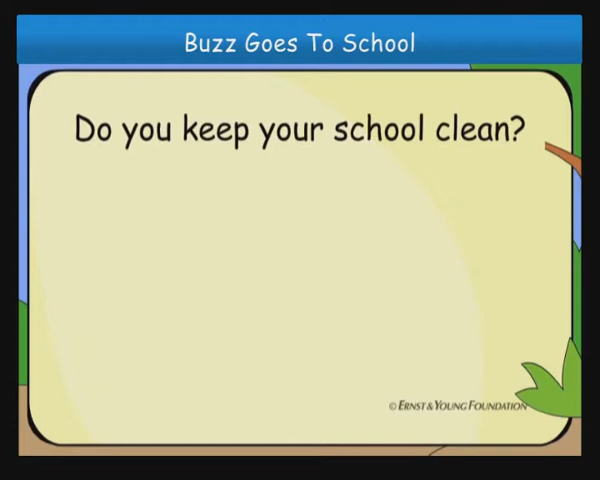 Buzz Goes To School
Do you keep your school clean?
© ERNST & YOUNG FOUNDATION